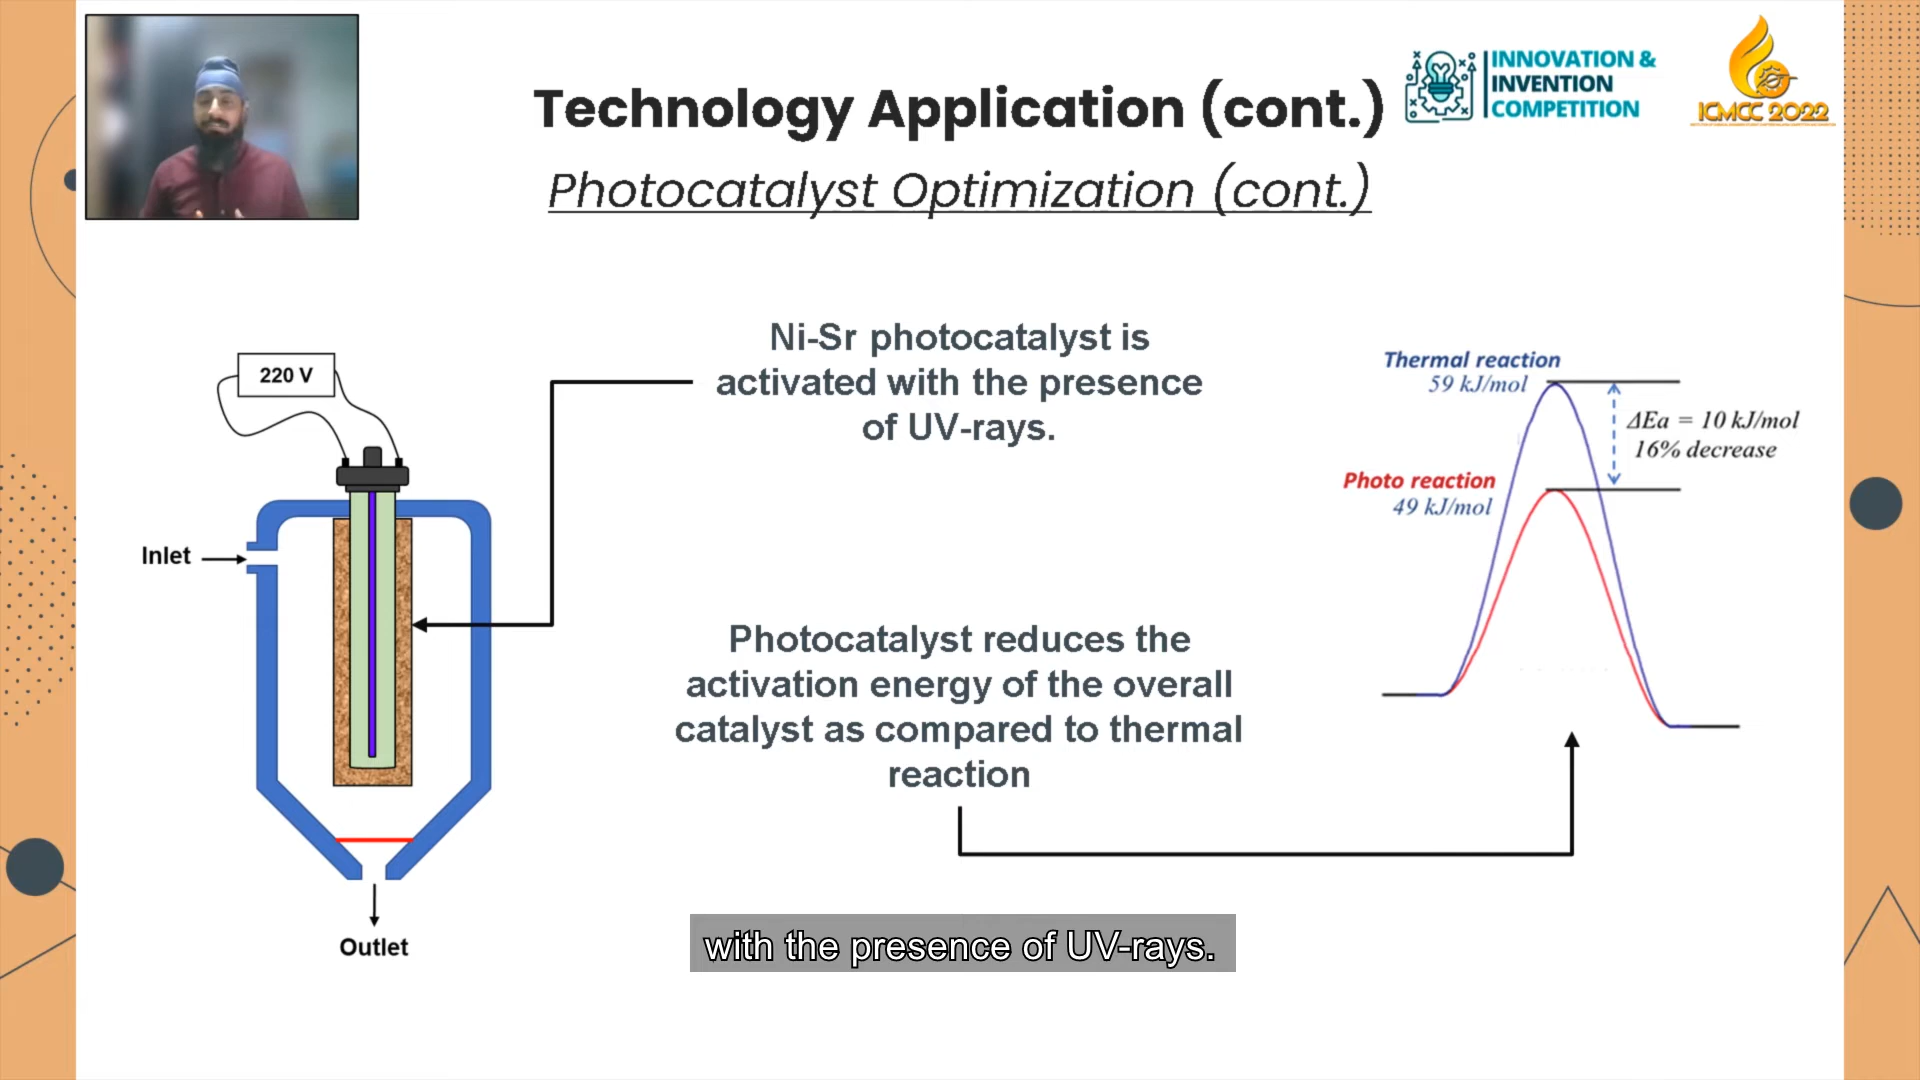 Technology Application (cont.)
Photocatalyst Optimization (cont.)
INNOVATION &
INVENTION
COMPETITION
ICMCC 2022
220 V
Inlet
Outlet
Ni-Sr photocatalyst is
activated with the presence
of UV-rays.
Photocatalyst reduces the
activation energy of the overall
catalyst as compared to thermal
reaction
Thermal reaction
59 kJ/mol
ΔEa = 10 kJ/mol
16% decrease
Photo reaction
49 kJ/mol
with the presence of UV-rays.